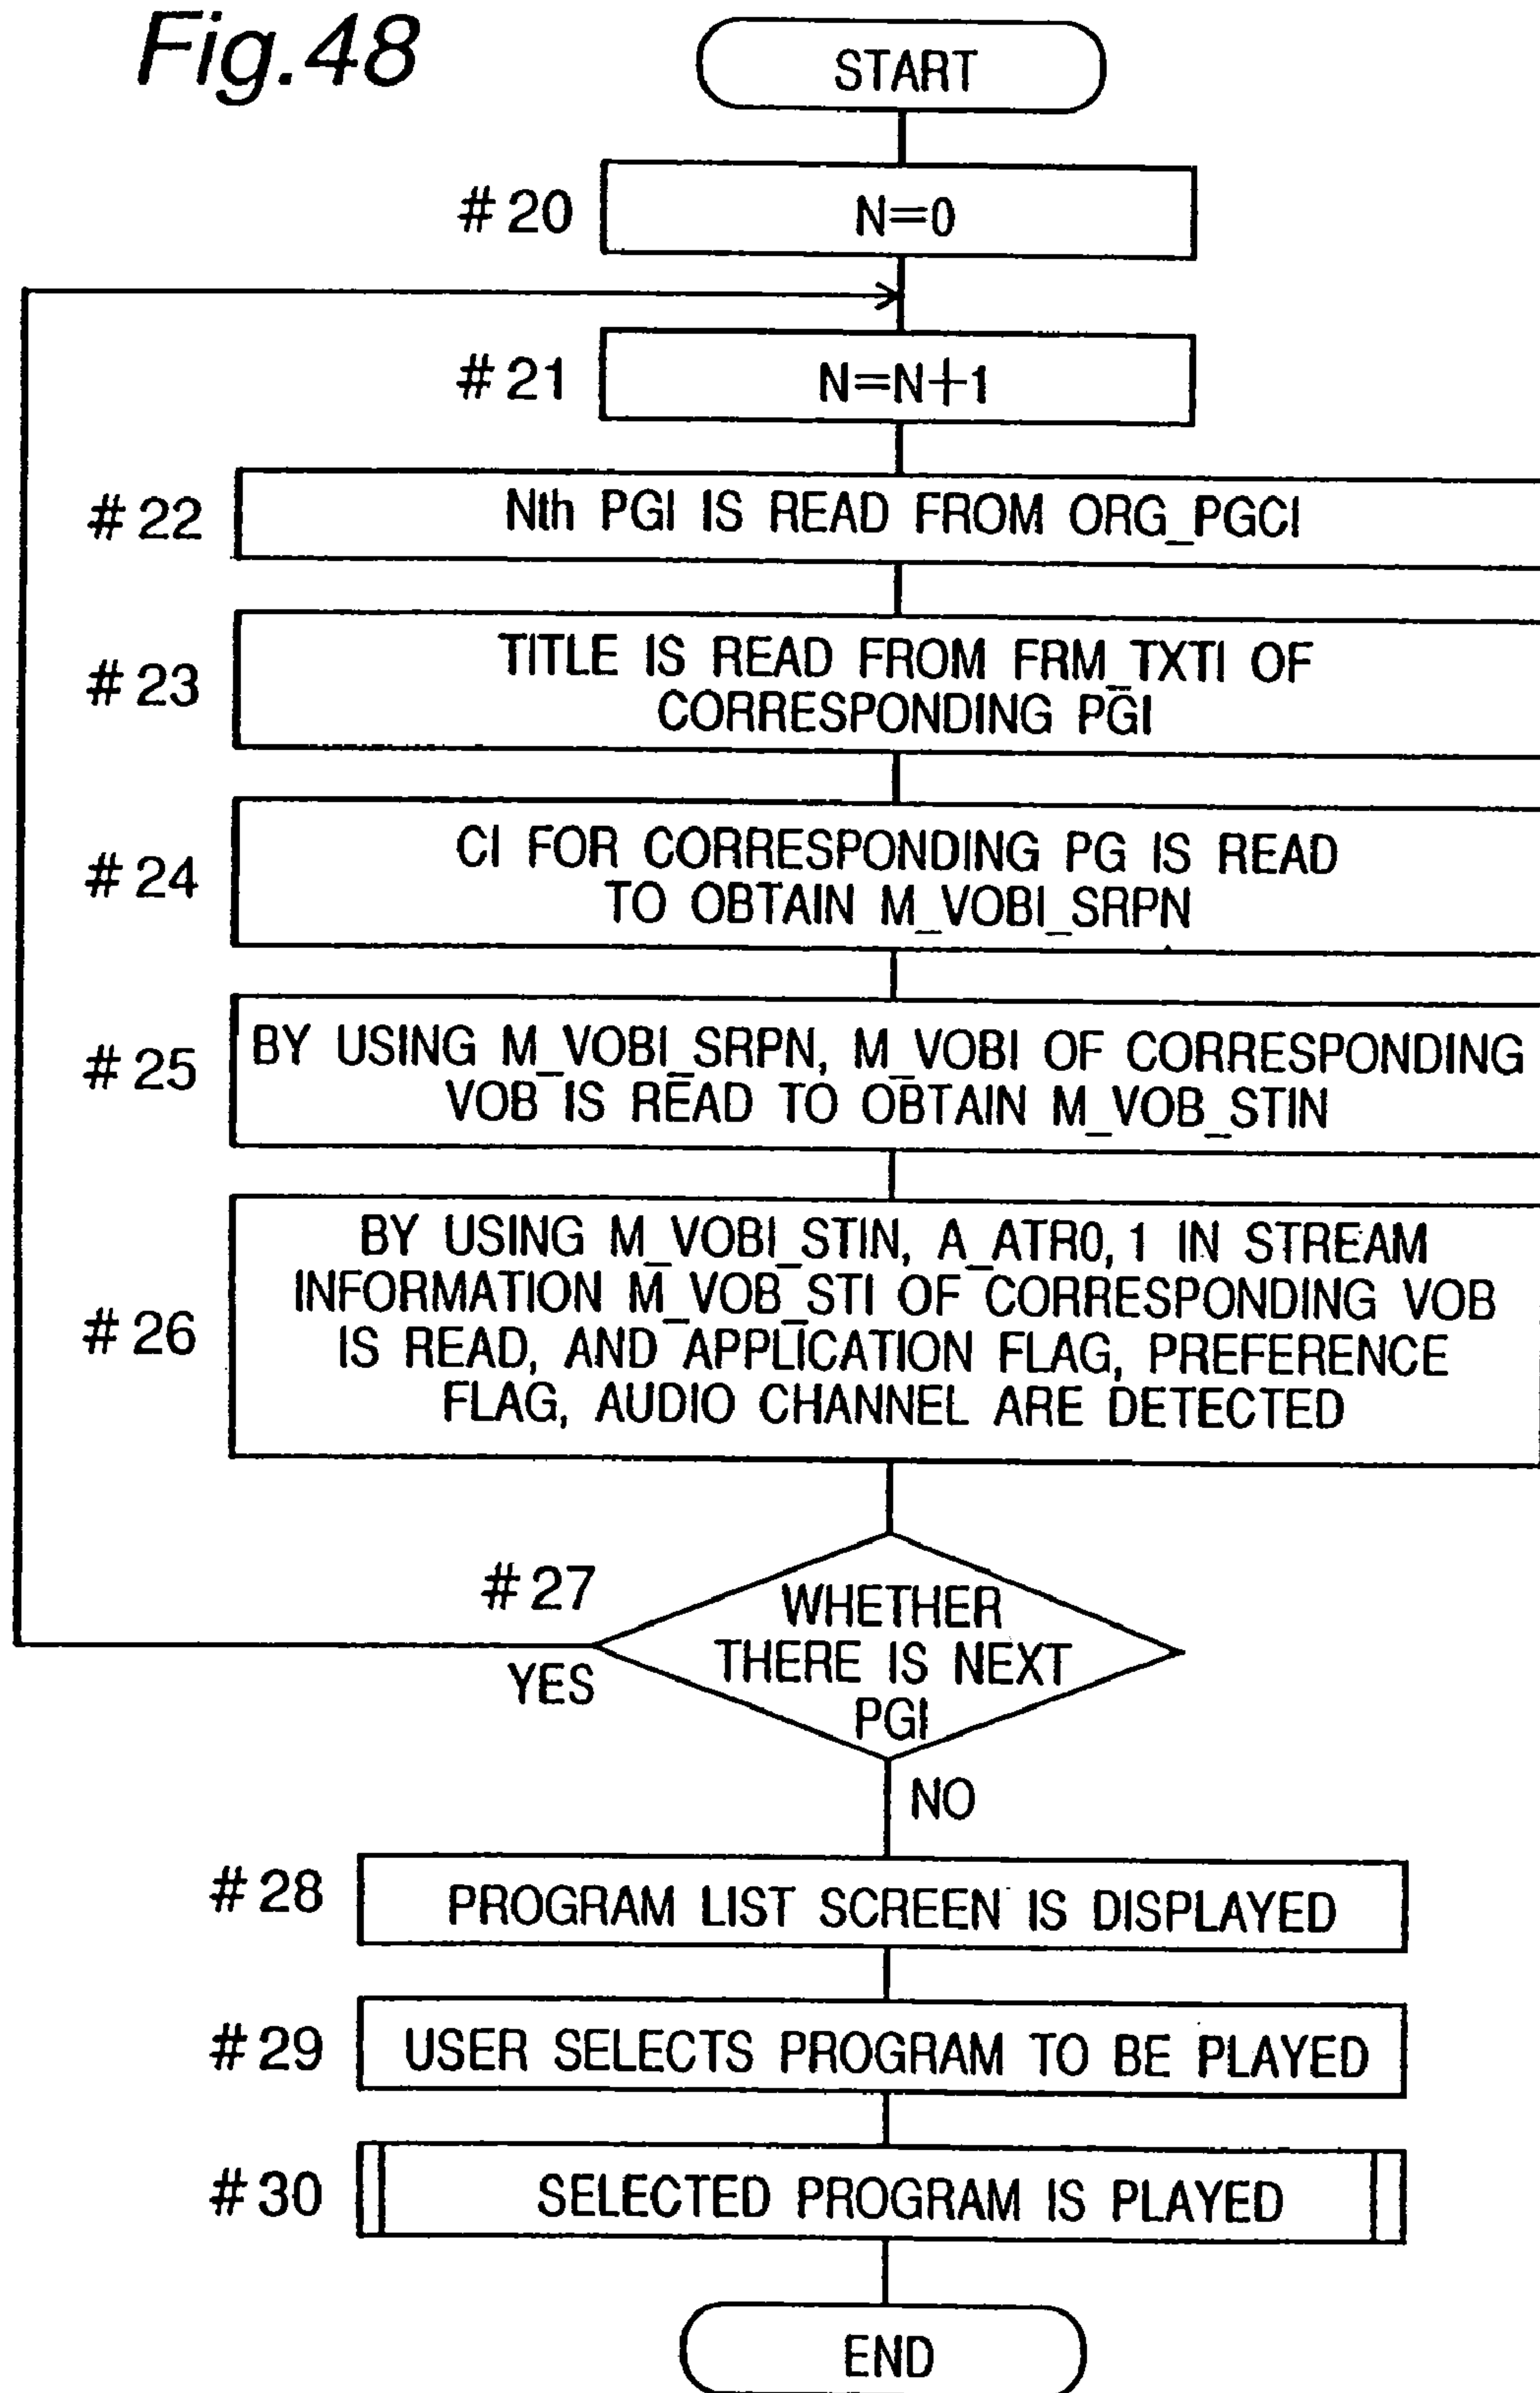 Fig.48
START
#20
N=0
#21
N=N+1
#22
Nth PGI IS READ FROM ORG_PGCI
#23
TITLE IS READ FROM FRM_TXTI OF
CORRESPONDING PGI
#24
CI FOR CORRESPONDING PG IS READ
TO OBTAIN M_VOBI_SRPN
#25
BY USING M_VOBI_SRPN, M_VOBI OF CORRESPONDING
VOB IS READ TO OBTAIN M_VOB_STIN
#26
BY USING M_VOBI_STIN, A_ATR0, 1 IN STREAM
INFORMATION M_VOB_STI OF CORRESPONDING VOB
IS READ, AND APPLICATION FLAG, PREFERENCE
FLAG, AUDIO CHANNEL ARE DETECTED
#27
WHETHER
THERE IS NEXT
PGI
YES
NO
#28
PROGRAM LIST SCREEN IS DISPLAYED
#29
USER SELECTS PROGRAM TO BE PLAYED
#30
SELECTED PROGRAM IS PLAYED
END